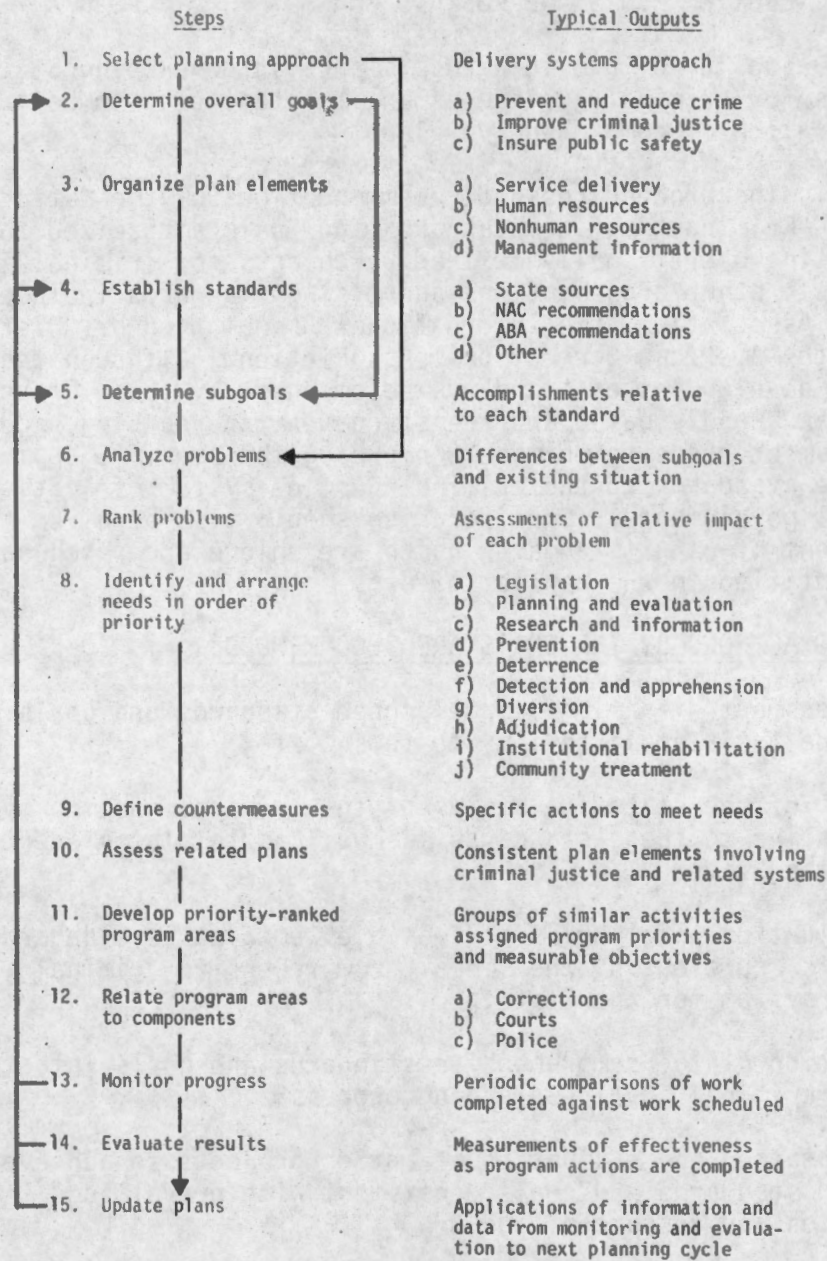 Steps Typical Outputs
1. Select planning approach Delivery systems approach
2. Determine overall goals a) Prevent and reduce crime
b) Improve criminal justice
c) Insure public safety
3. Organize plan elements a) Service delivery
b) Human resources
c) Nonhuman resources
d) Management information
4. Establish standards a) State sources
b) NAC recommendations
c) ABA recommendations
d) Other
5. Determine subgoals Accomplishments relative
to each standard
6. Analyze problems Differences between subgoals
and existing situation
7. Rank problems Assessments of relative impact
of each problem
8. Identify and arrange a) Legislation
needs in order of b) Planning and evaluation
priority c) Research and information
d) Prevention
e) Deterrence
f) Detection and apprehension
g) Diversion
h) Adjudication
i) Institutional rehabilitation
j) Community treatment
9. Define countermeasures Specific actions to meet needs
10. Assess related plans Consistent plan elements involving
criminal justice and related systems
11. Develop priority-ranked Groups of similar activities
program areas assigned program priorities
and measurable objectives
12. Relate program areas a) Corrections
to components b) Courts
c) Police
13. Monitor progress Periodic comparisons of work
completed against work scheduled
14. Evaluate results Measurements of effectiveness
as program actions are completed
15. Update plans Applications of information and
data from monitoring and evalua-
tion to next planning cycle